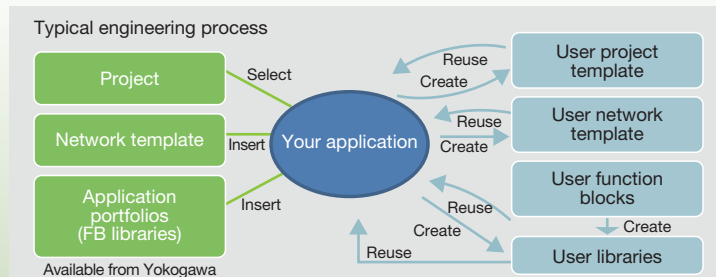 Typical engineering process
Project
Network template
Application
portfolios
(FB libraries)
Available from Yokogawa
Select
Insert
Insert
Your application
Reuse
Create
Reuse
Create
Reuse
Create
Reuse
User project
template
User network
template
User function
blocks
Create
User libraries